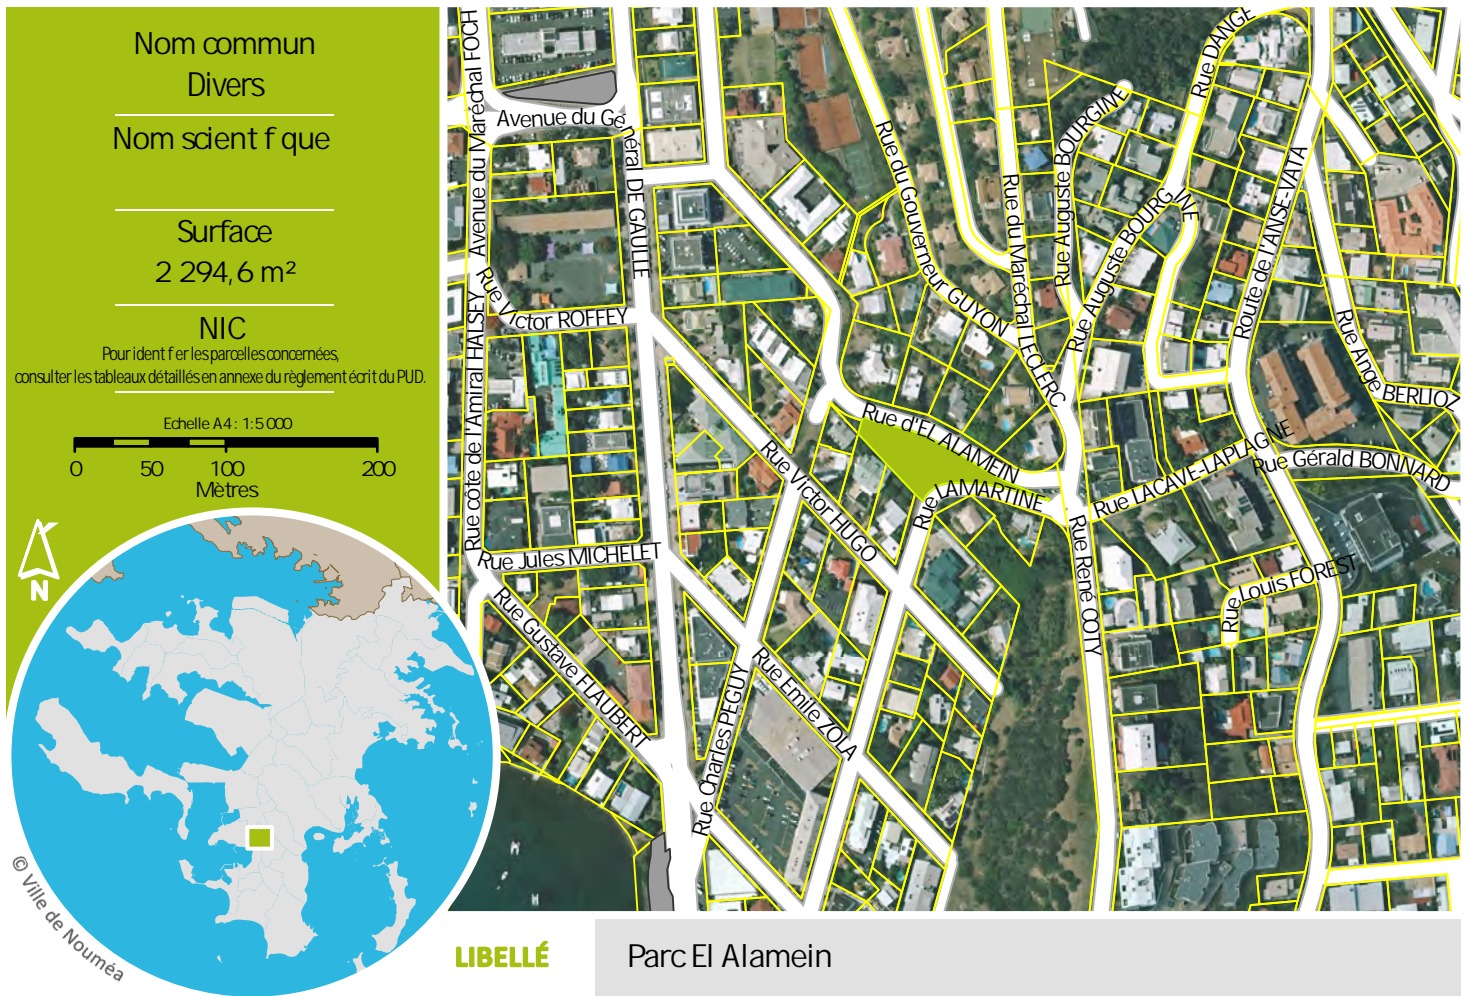 Nom commun
Divers
Nom scient f que
Surface
2 294,6 m²
NIC
Pour ident f er les parcelles concernées,
consulter les tableaux détaillés en annexe du règlement écrit du PUD.
Echelle A4 : 1:5 000
0 50 100 200
Mètres
N
© Ville de Nouméa
Avenue du Maréchal FOCH
Avenue du Général DE GAULLE
Rue Victor ROFFEY
Rue côte de l'Amiral HALSEY
Rue Jules MICHELET
Rue Gustave FLAUBERT
Rue Charles PEGUY
Rue Emile ZOLA
Rue Victor HUGO
Rue LAMARTINE
Rue d'EL ALAMEIN
Rue du Gouverneur GUYON
Rue du Maréchal LECLERC
Rue Auguste BOURGINE
Rue Auguste BOURGINE
Rue DANGE
Route de l'ANSE-VATA
Rue Ange BERLIOZ
Rue Gérald BONNARD
Rue LACAVE-LAPLAGNE
Rue Louis FOREST
Rue René COTY
LIBELLÉ
Parc El Alamein